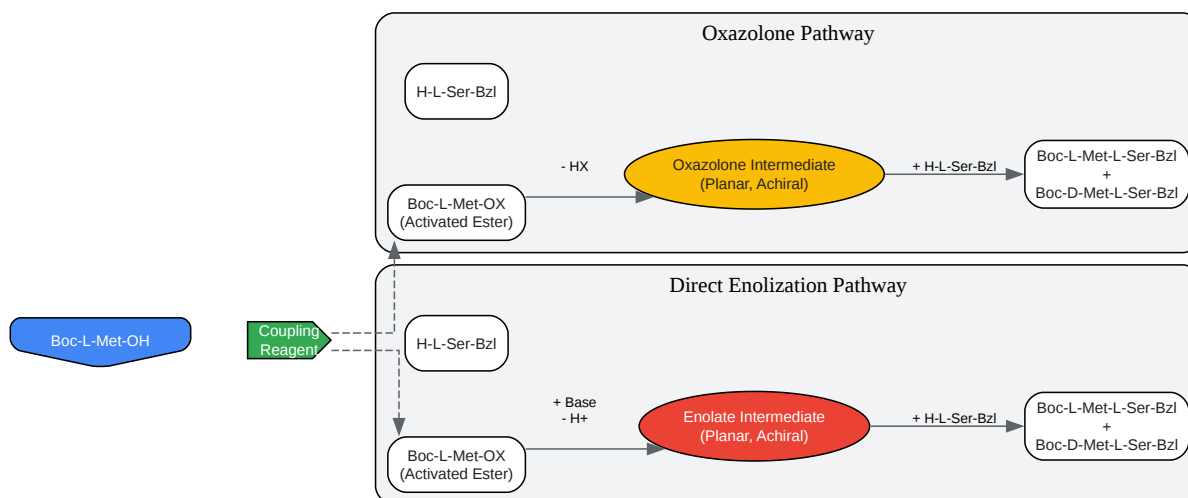 Oxazolone Pathway
H-L-Ser-Bzl
Boc-L-Met-OX
(Activated Ester)
- HX
Oxazolone Intermediate
(Planar, Achiral)
+ H-L-Ser-Bzl
Boc-L-Met-L-Ser-Bzl
+
Boc-D-Met-L-Ser-Bzl
Boc-L-Met-OH
Coupling
Reagent
Direct Enolization Pathway
H-L-Ser-Bzl
Boc-L-Met-OX
(Activated Ester)
+ Base
- H+
Enolate Intermediate
(Planar, Achiral)
+ H-L-Ser-Bzl
Boc-L-Met-L-Ser-Bzl
+
Boc-D-Met-L-Ser-Bzl